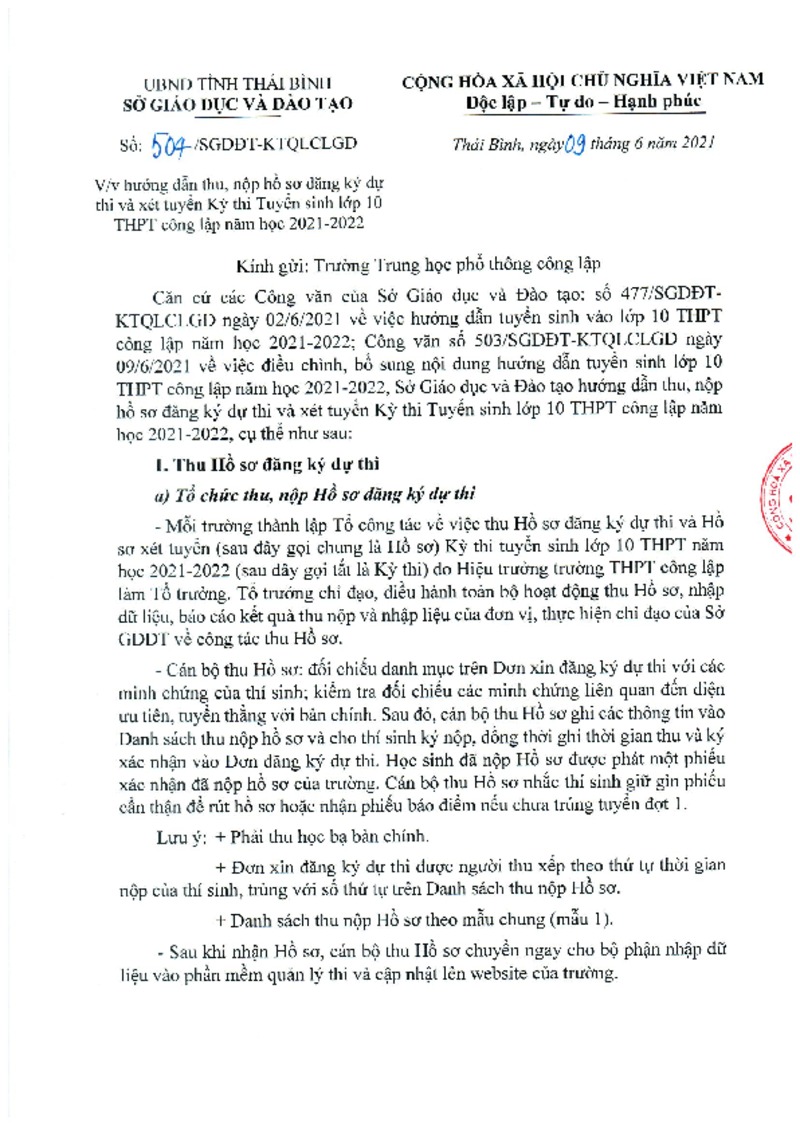 UBND TỈNH THÁI BÌNH
SỞ GIÁO DỤC VÀ ĐÀO TẠO
Số: 504/SGDĐT-KTQLCLGD
V/v hướng dẫn thu, nộp hồ sơ đăng ký dự
thi và xét tuyển Kỳ thi Tuyển sinh lớp 10
THPT công lập năm học 2021-2022
CỘNG HÒA XÃ HỘI CHỦ NGHĨA VIỆT NAM
Độc lập – Tự do – Hạnh phúc
Thái Bình, ngày 09 tháng 6 năm 2021
Kính gửi: Trường Trung học phổ thông công lập
Căn cứ các Công văn của Sở Giáo dục và Đào tạo: số 477/SGDĐT-
KTQLCLGD ngày 02/6/2021 về việc hướng dẫn tuyển sinh vào lớp 10 THPT
công lập năm học 2021-2022; Công văn số 503/SGDĐT-KTQLCLGD ngày
09/6/2021 về việc điều chỉnh, bổ sung nội dung hướng dẫn tuyển sinh lớp 10
THPT công lập năm học 2021-2022, Sở Giáo dục và Đào tạo hướng dẫn thu, nộp
hồ sơ đăng ký dự thi và xét tuyển Kỳ thi Tuyển sinh lớp 10 THPT công lập năm
học 2021-2022, cụ thể như sau:
1. Thu Hồ sơ đăng ký dự thi
a) Tổ chức thu, nộp Hồ sơ đăng ký dự thi
- Mỗi trường thành lập Tổ công tác về việc thu Hồ sơ đăng ký dự thi và Hồ
sơ xét tuyển (sau đây gọi chung là Hồ sơ) Kỳ thi tuyển sinh lớp 10 THPT năm
học 2021-2022 (sau đây gọi tắt là Kỳ thi) do Hiệu trưởng trường THPT công lập
làm Tổ trưởng. Tổ trưởng chỉ đạo, điều hành toàn bộ hoạt động thu Hồ sơ, nhập
dữ liệu, báo cáo kết quả thu nộp và nhập liệu của đơn vị, thực hiện chỉ đạo của Sở
GDĐT về công tác thu Hồ sơ.
- Cán bộ thu Hồ sơ: đối chiếu danh mục trên Đơn xin đăng ký dự thi với các
minh chứng của thí sinh; kiểm tra đối chiếu các minh chứng liên quan đến diện
ưu tiên, tuyển thẳng với bản chính. Sau đó, cán bộ thu Hồ sơ ghi các thông tin vào
Danh sách thu nộp hồ sơ và cho thí sinh ký nộp, đồng thời ghi thời gian thu và ký
xác nhận vào Đơn đăng ký dự thi. Học sinh đã nộp Hồ sơ được phát một phiếu
xác nhận đã nộp hồ sơ của trường. Cán bộ thu Hồ sơ nhắc thí sinh giữ gìn phiếu
cẩn thận để rút hồ sơ hoặc nhận phiếu báo điểm nếu chưa trúng tuyển đợt 1.
Lưu ý: + Phải thu học bạ bản chính.
+ Đơn xin đăng ký dự thi được người thu xếp theo thứ tự thời gian
nộp của thí sinh, trùng với số thứ tự trên Danh sách thu nộp Hồ sơ.
+ Danh sách thu nộp Hồ sơ theo mẫu chung (mẫu 1).
- Sau khi nhận Hồ sơ, cán bộ thu Hồ sơ chuyển ngay cho bộ phận nhập dữ
liệu vào phần mềm quản lý thi và cập nhật lên website của trường.
CỘNG HÒA XÃ